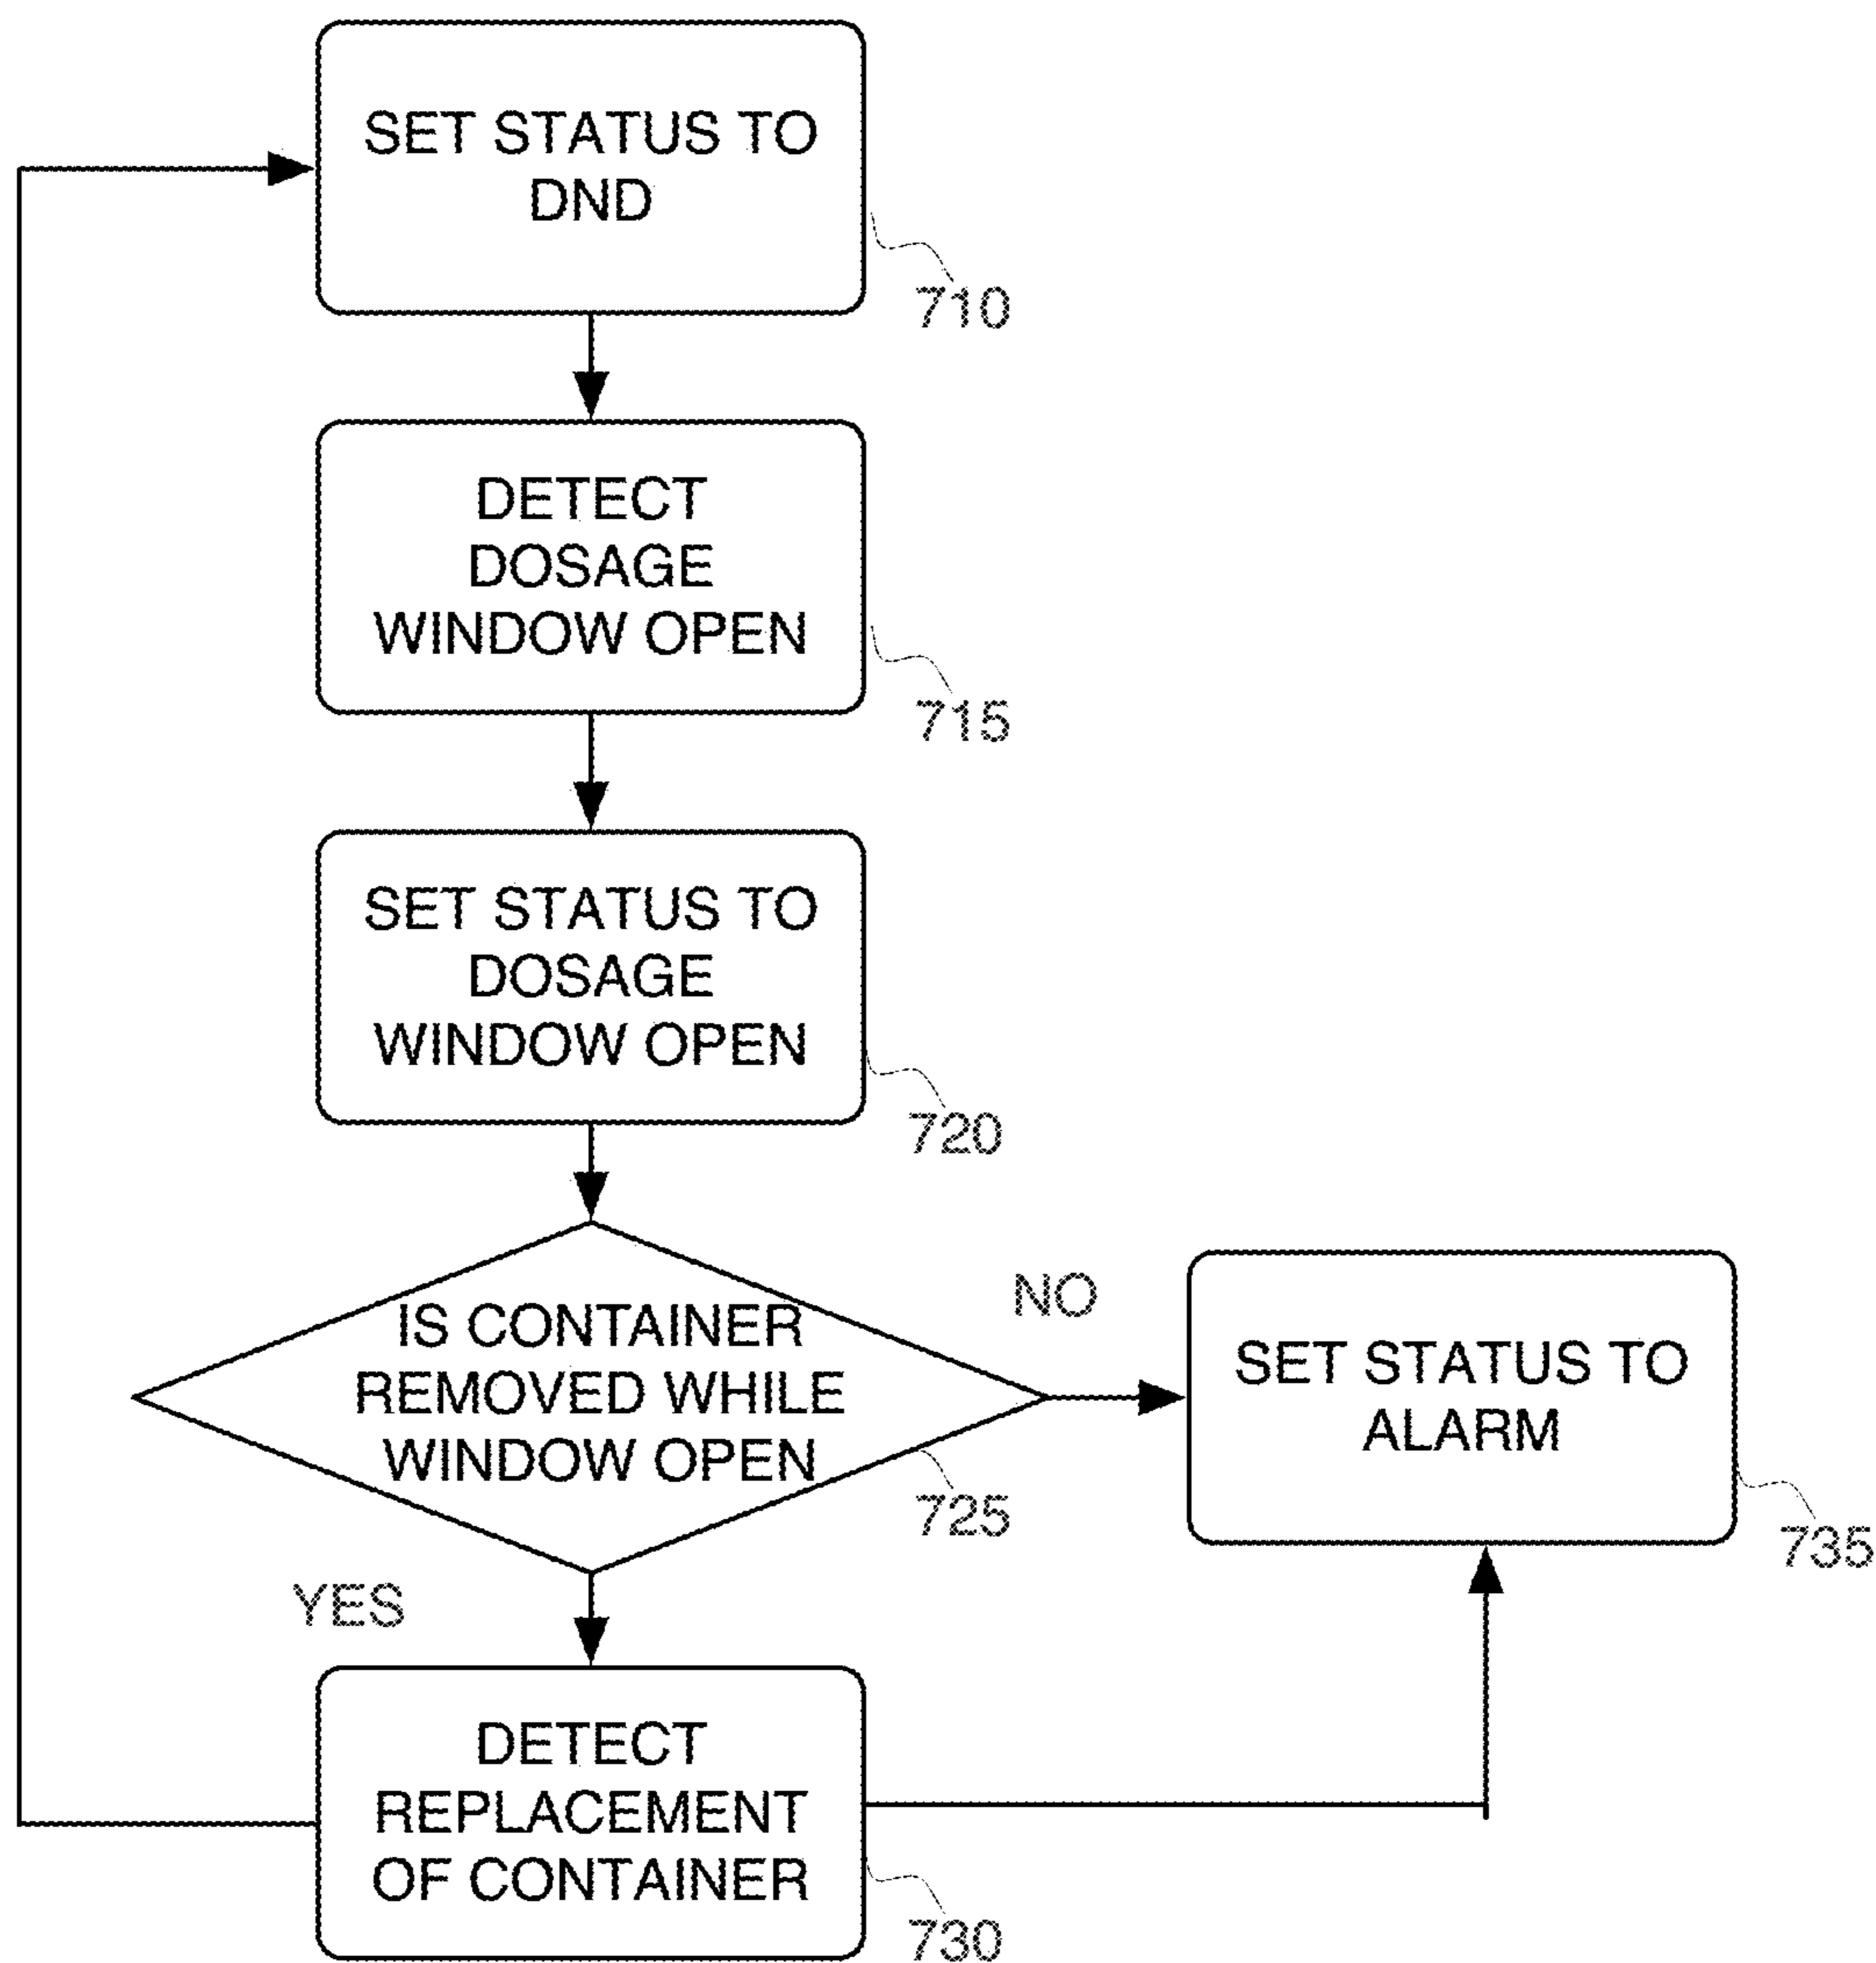 SET STATUS TO
DND
710
DETECT
DOSAGE
WINDOW OPEN
715
SET STATUS TO
DOSAGE
WINDOW OPEN
720
IS CONTAINER
REMOVED WHILE
WINDOW OPEN
725
NO
SET STATUS TO
ALARM
735
YES
DETECT
REPLACEMENT
OF CONTAINER
730